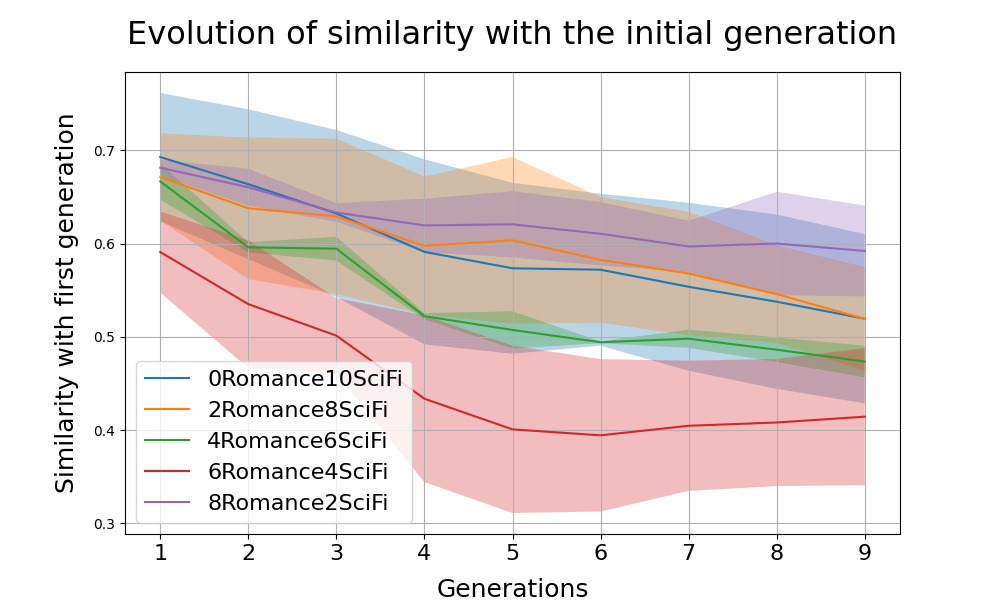 Evolution of similarity with the initial generation
Similarity with first generation
0.7
0.6
0.5
0.4
0.3
0Romance10SciFi
2Romance8SciFi
4Romance6SciFi
6Romance4SciFi
8Romance2SciFi
1 2 3 4 5 6 7 8 9
Generations